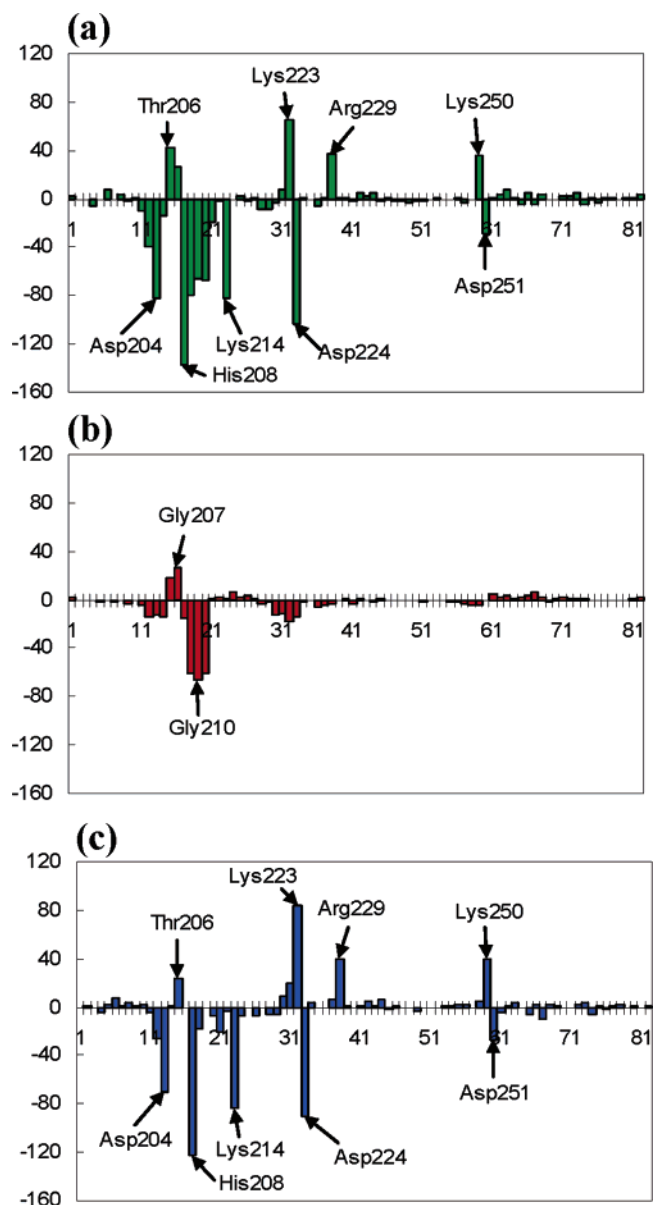 (a)
120
80
40
0
-40
-80
-120
-160
Lys223
Thr206
Arg229
Lys250
1 11 21 31 41 51 61 71 81
Asp204
Lys214
His208
Asp224
Asp251
(b)
120
80
40
0
-40
-80
-120
-160
Gly207
1 11 21 31 41 51 61 71 81
Gly210
(c)
120
80
40
0
-40
-80
-120
-160
Lys223
Thr206
Arg229
Lys250
1 11 21 31 41 51 61 71 81
Asp204
Lys214
His208
Asp224
Asp251